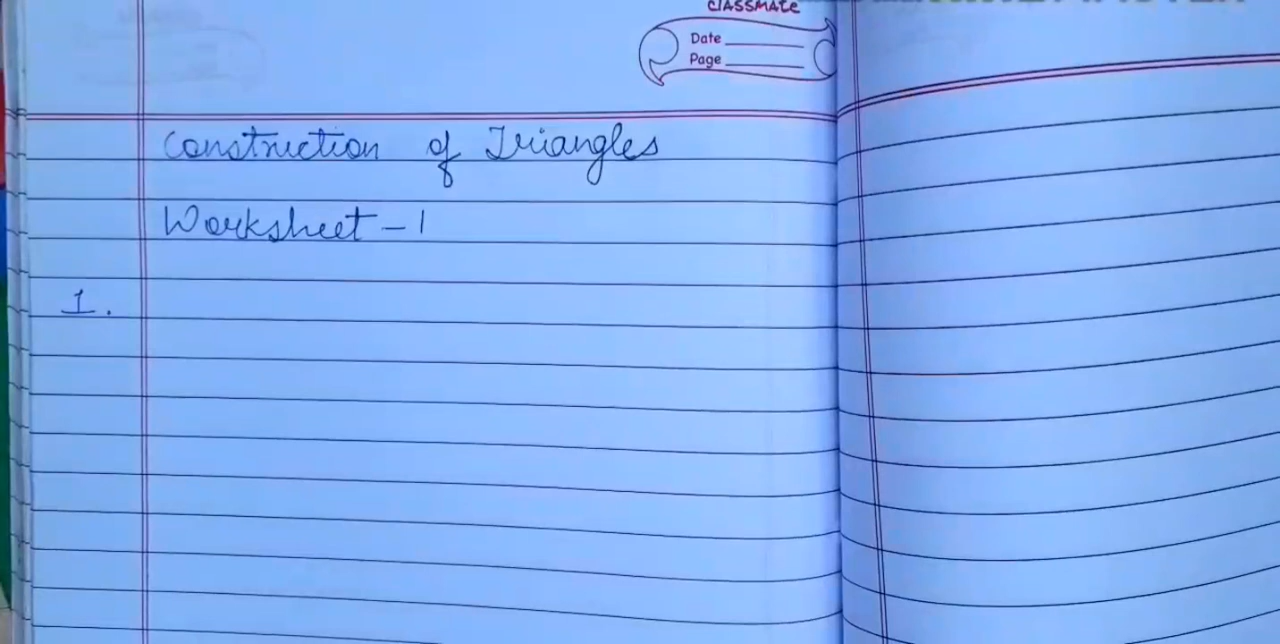 classmate
Date
Page
Construction of Triangles
Worksheet - 1
1.